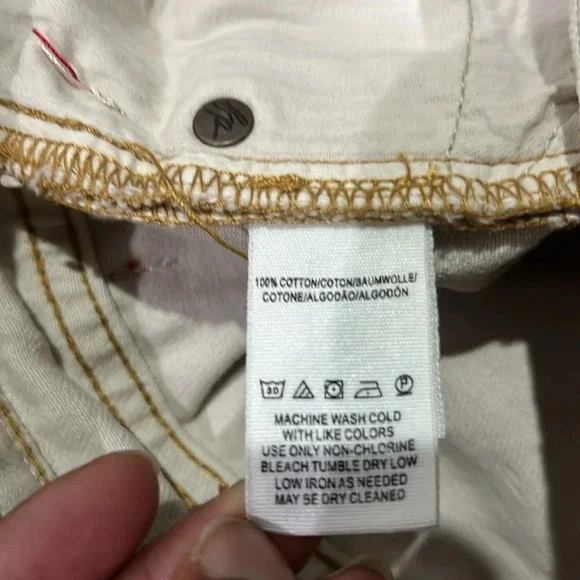 100% COTTON/COTON/BAUMWOLLE/
COTONE/ALGODÃO/ALGODÓN
30 P
MACHINE WASH COLD
WITH LIKE COLORS
USE ONLY NON-CHLORINE
BLEACH TUMBLE DRY LOW
LOW IRON AS NEEDED
MAY BE DRY CLEANED